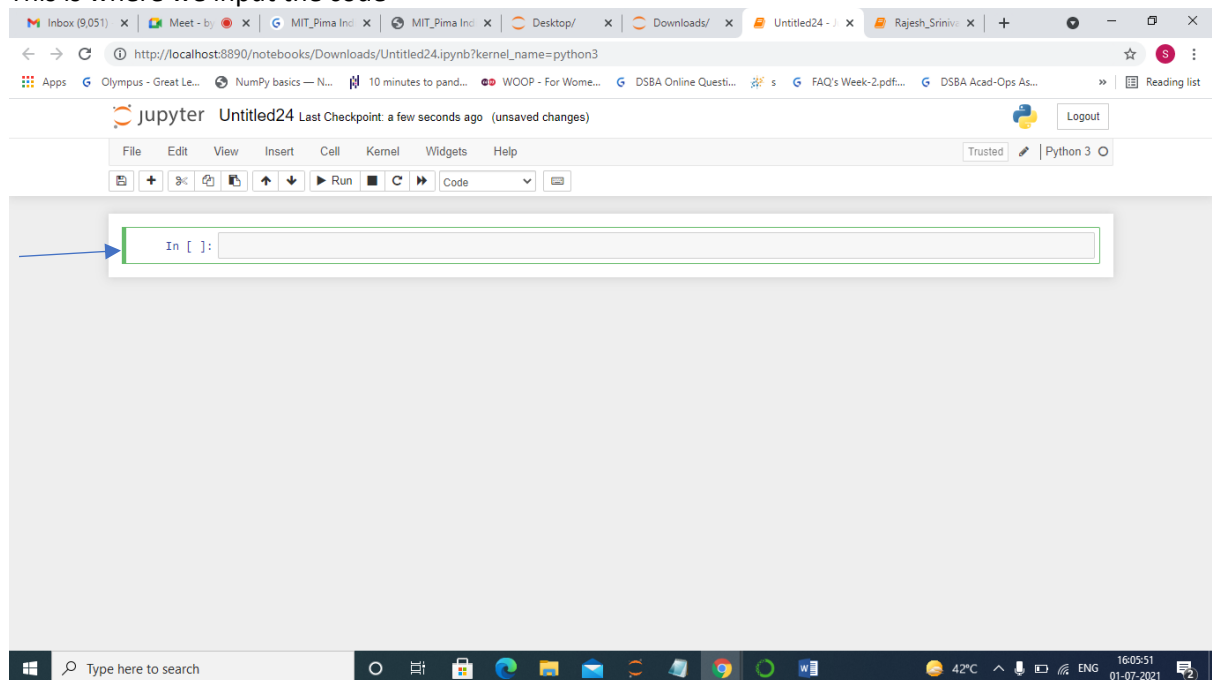 This is where we input the code
Inbox (9,051) Meet - by MIT_Pima Ind MIT_Pima Ind Desktop/ Downloads/ Untitled24 - J Rajesh_Sriniva
http://localhost:8890/notebooks/Downloads/Untitled24.ipynb?kernel_name=python3 S
Apps Olympus - Great Le... NumPy basics — N... 10 minutes to pand... WOOP - For Wome... DSBA Online Questi... s FAQ's Week-2.pdf:... DSBA Acad-Ops As... » Reading list
jupyter Untitled24 Last Checkpoint: a few seconds ago (unsaved changes) Logout
File Edit View Insert Cell Kernel Widgets Help Trusted Python 3
Run Code
In [ ]:
Type here to search 42°C ENG 16:05:51
01-07-2021 2